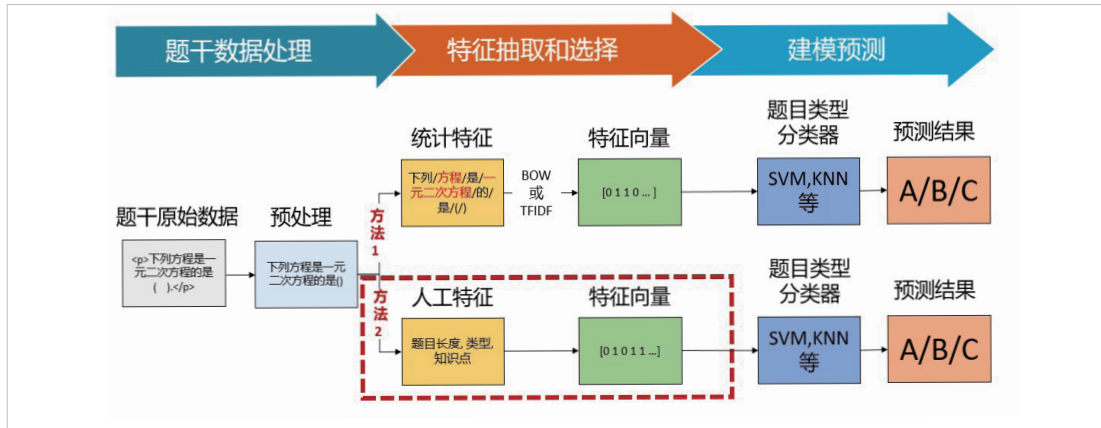 题干数据处理
特征抽取和选择
建模预测
统计特征
特征向量
题目类型
分类器
预测结果
下列/方程/是/一
元二次方程/的/
是/(/)
BOW
或
TFIDF
[0 1 1 0 ... ]
SVM,KNN
等
A/B/C
题干原始数据
预处理
方法1
<p>下列方程是一
元二次方程的是
( ).</p>
下列方程是一元
二次方程的是()
方法2
人工特征
特征向量
题目类型
分类器
预测结果
题目长度, 类型,
知识点
[0 1 0 1 1 ...]
SVM,KNN
等
A/B/C